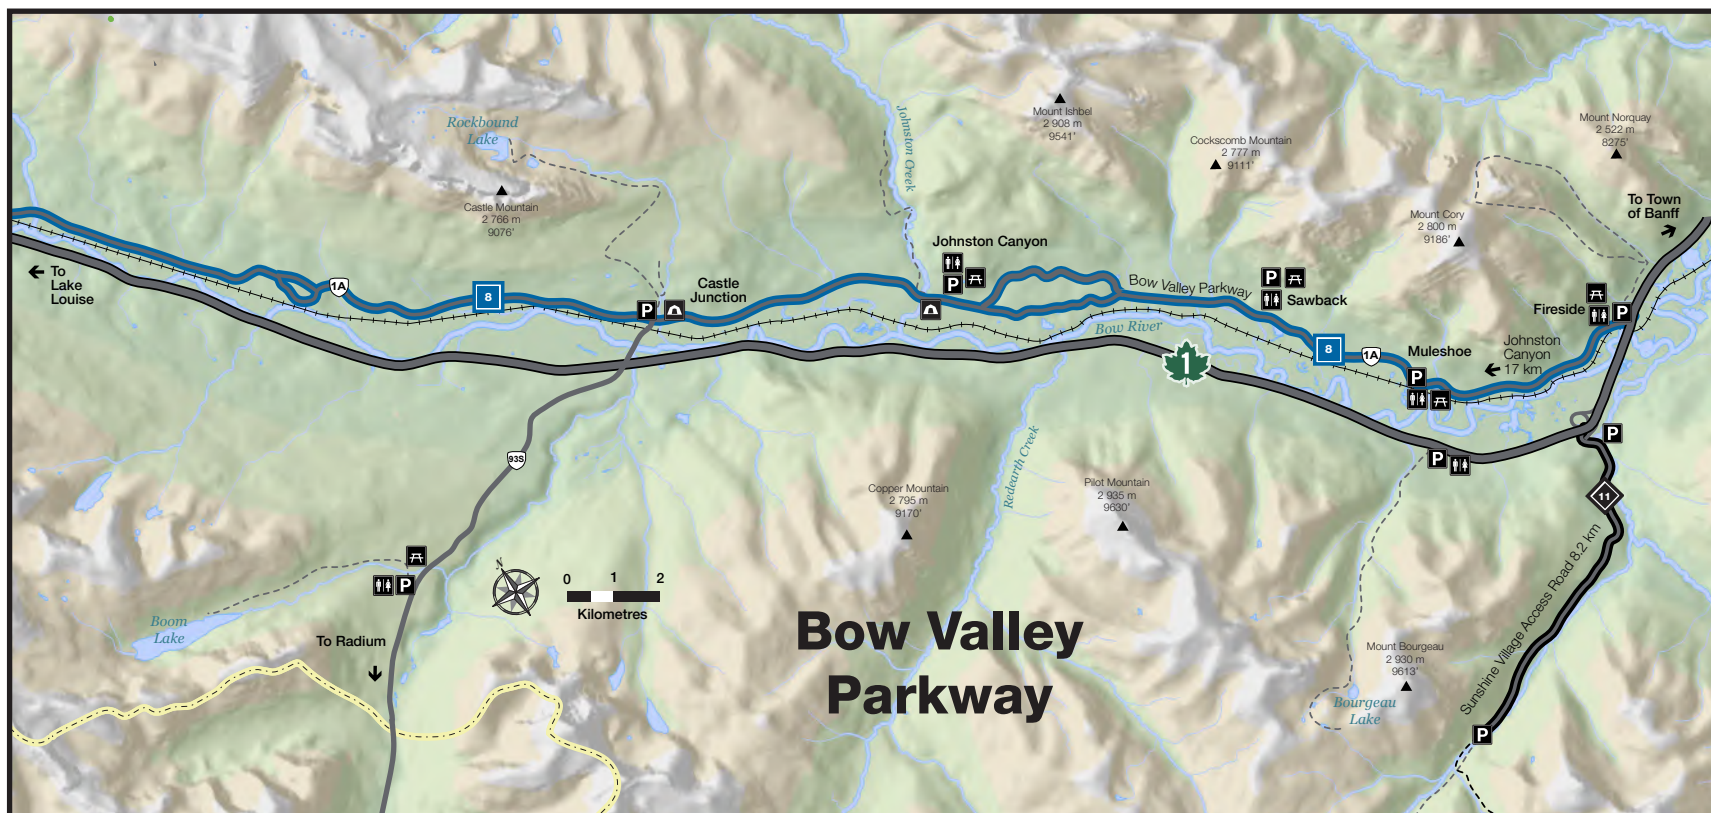 Rockbound
Lake
Castle Mountain
2 766 m
9076'
Johnston Creek
Mount Ishbel
2 908 m
9541'
Cockscomb Mountain
2 777 m
9111'
Mount Norquay
2 522 m
8275'
To Town
of Banff
Mount Cory
2 800 m
9186'
To
Lake
Louise
1A
8
Castle
Junction
P
Johnston Canyon
P
Bow Valley Parkway
P
Sawback
Fireside
P
Bow River
1
8
1A
Muleshoe
P
Johnston
Canyon
17 km
P
P
93S
11
Redearth Creek
Copper Mountain
2 795 m
9170'
Pilot Mountain
2 935 m
9630'
Sunshine Village Access Road 8.2 km
P
N
0 1 2
Kilometres
Boom
Lake
To Radium
Bow Valley
Parkway
Mount Bourgeau
2 930 m
9613'
Bourgeau
Lake
P